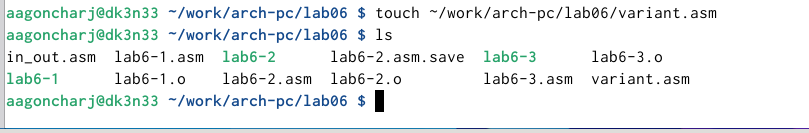 aagoncharj@dk3n33 ~/work/arch-pc/lab06 $ touch ~/work/arch-pc/lab06/variant.asm
aagoncharj@dk3n33 ~/work/arch-pc/lab06 $ ls
in_out.asm  lab6-1.asm  lab6-2      lab6-2.asm.save  lab6-3      lab6-3.o
lab6-1      lab6-1.o    lab6-2.asm  lab6-2.o         lab6-3.asm  variant.asm
aagoncharj@dk3n33 ~/work/arch-pc/lab06 $